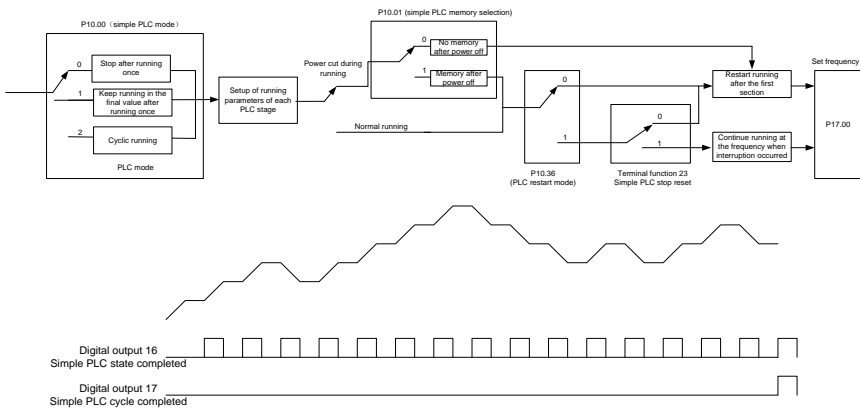 P10.00（simple PLC mode)
0
Stop after running
once
1
Keep running in the
final value after
running once
2
Cyclic running
PLC mode
Setup of running
parameters of each
PLC stage
Power cut during
running
Normal running
P10.01 (simple PLC memory selection)
0
No memory
after power off
1
Memory after
power off
0
1
P10.36
(PLC restart mode)
0
1
Terminal function 23
Simple PLC stop reset
Restart running
after the first
section
Continue running at
the frequency when
interruption occurred
Set frequency
P17.00
Digital output 16
Simple PLC state completed
Digital output 17
Simple PLC cycle completed